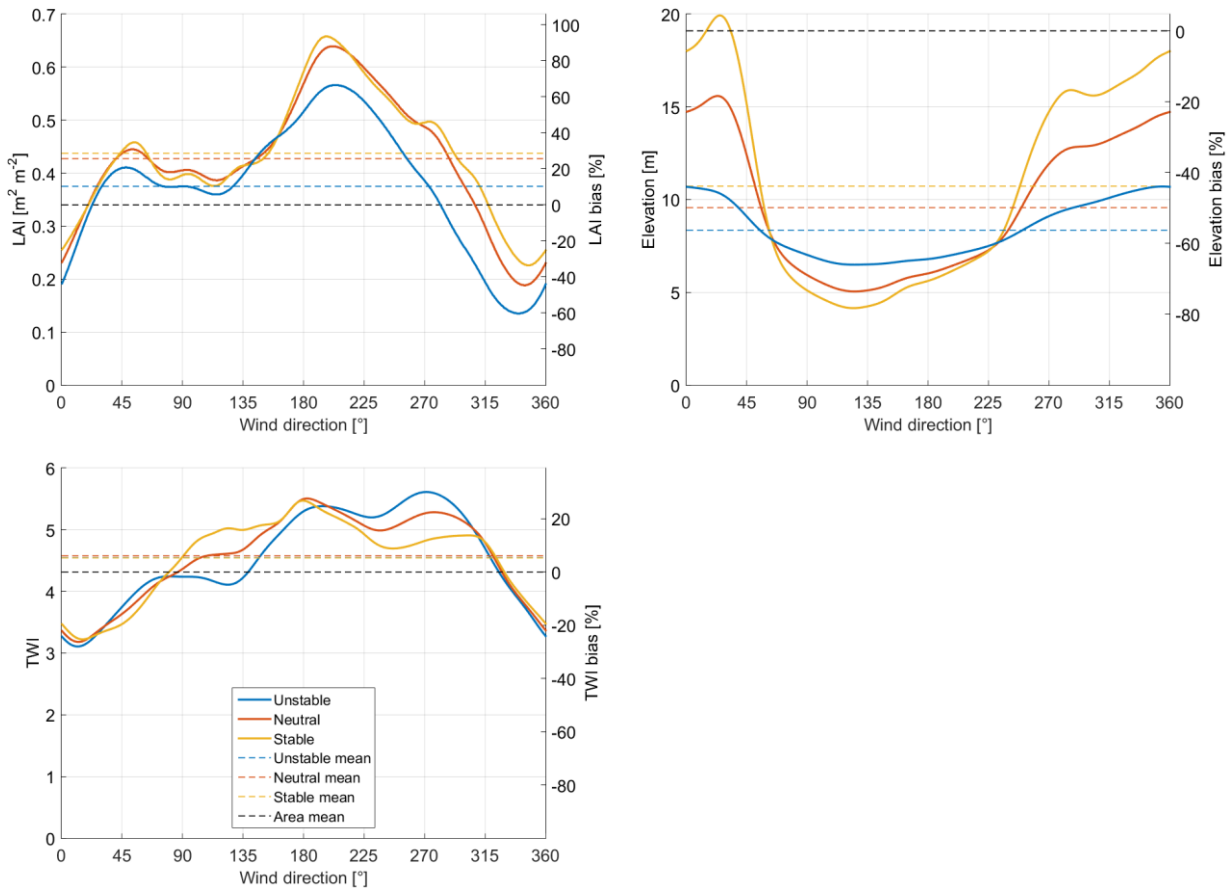 0.7
0.6
0.5
0.4
0.3
0.2
0.1
0
LAI [m2 m-2]
100
80
60
40
20
0
-20
-40
-60
-80
LAI bias [%]
0 45 90 135 180 225 270 315 360
Wind direction [°]
20
15
10
5
0
Elevation [m]
0
-20
-40
-60
-80
Elevation bias [%]
0 45 90 135 180 225 270 315 360
Wind direction [°]
6
5
4
3
2
1
0
TWI
20
0
-20
-40
-60
-80
TWI bias [%]
Unstable
Neutral
Stable
Unstable mean
Neutral mean
Stable mean
Area mean
0 45 90 135 180 225 270 315 360
Wind direction [°]